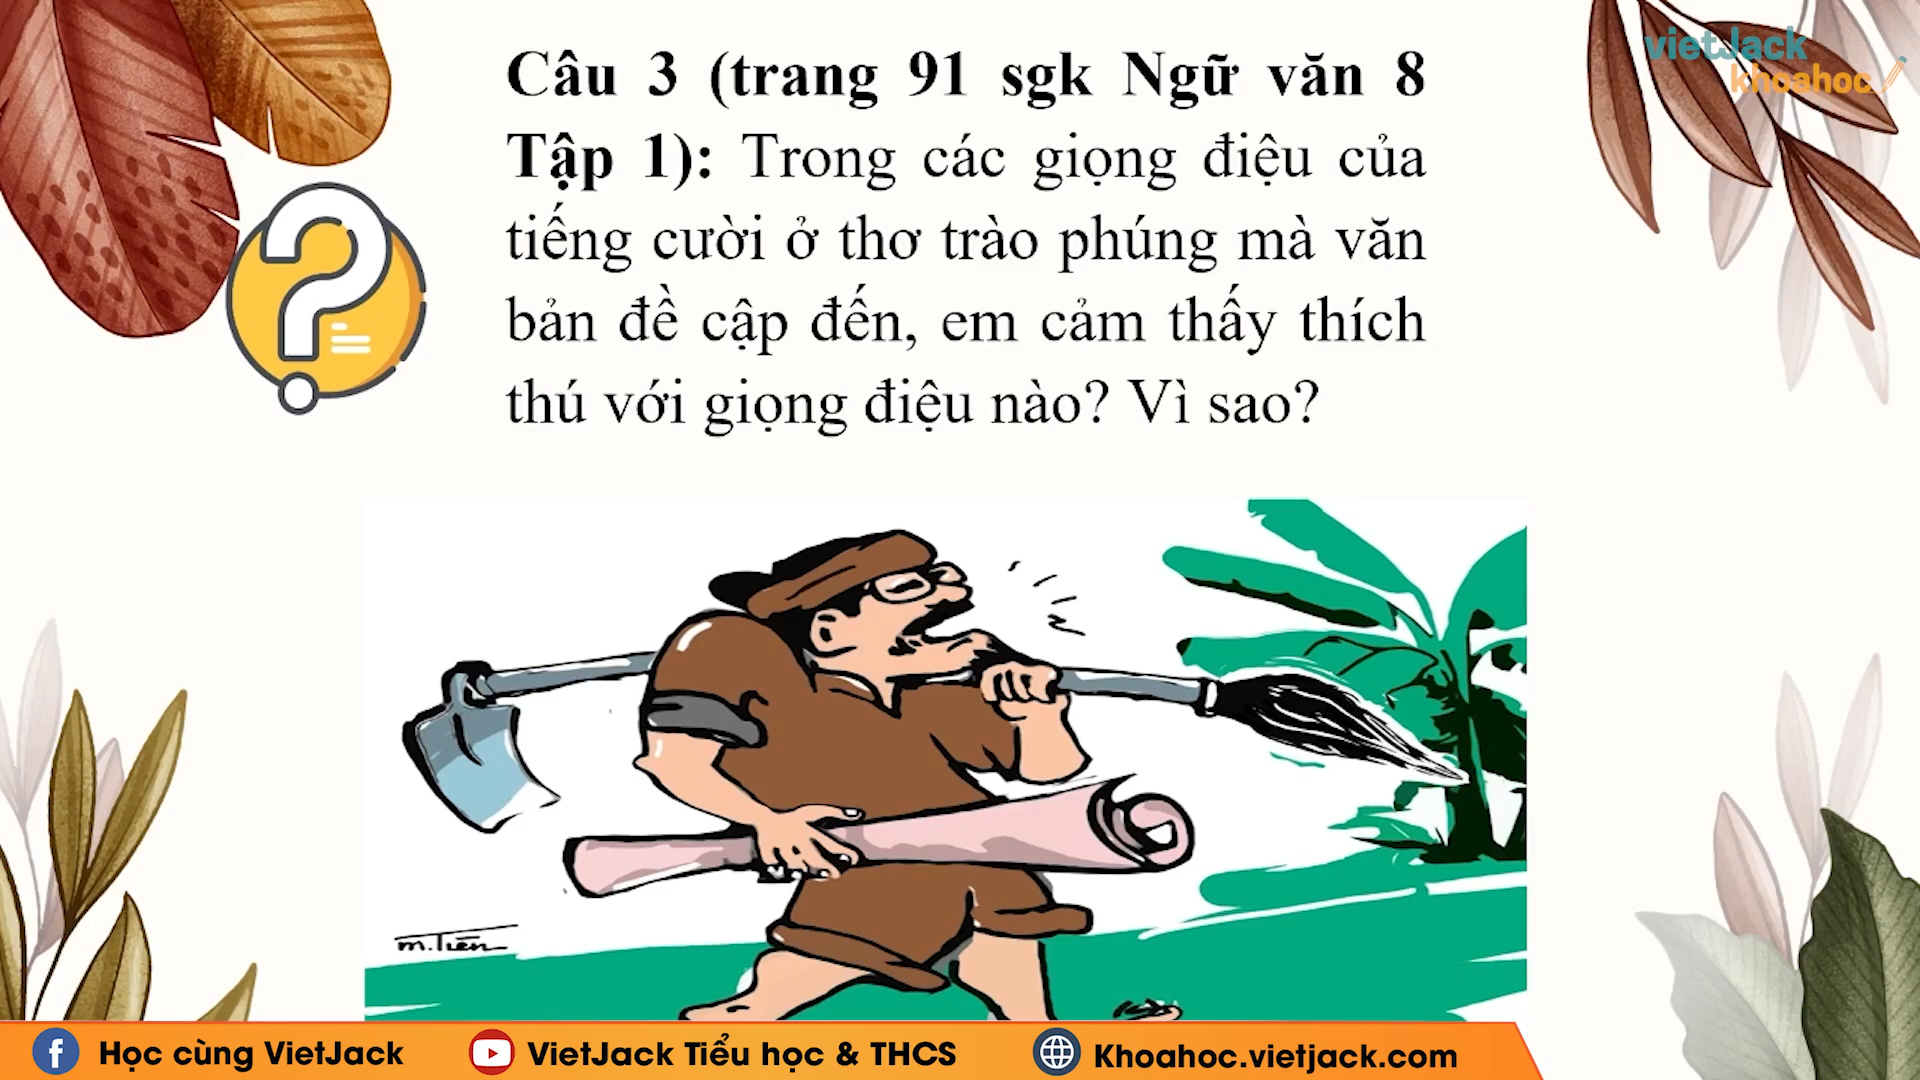 vietJack
khoahoc
Câu 3 (trang 91 sgk Ngữ văn 8
Tập 1): Trong các giọng điệu của
tiếng cười ở thơ trào phúng mà văn
bản đề cập đến, em cảm thấy thích
thú với giọng điệu nào? Vì sao?
m.Tiến
Học cùng VietJack
VietJack Tiểu học & THCS
Khoahoc.vietjack.com